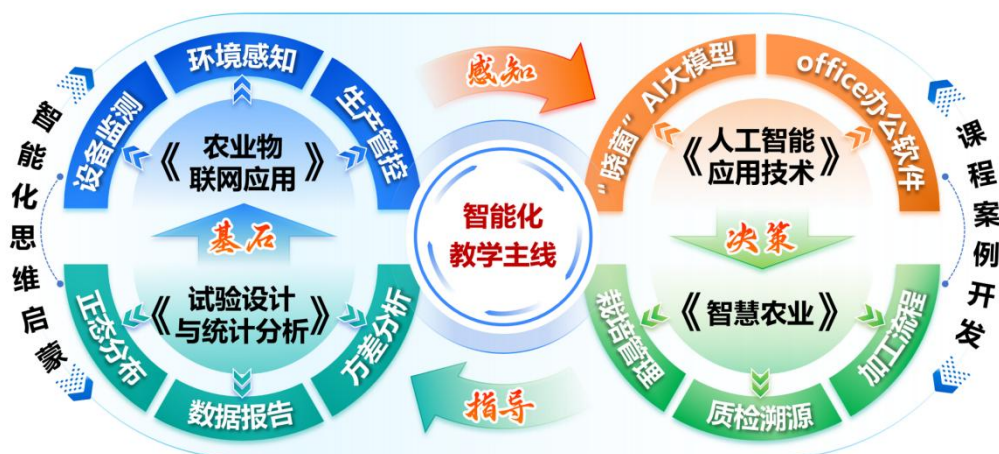 智能化思维启蒙
设备监测
环境感知
生产管控
《农业物
联网应用》
基石
《试验设计
与统计分析》
正态分布
数据报告
方差分析
感知
智能化
教学主线
指导
“晓菌”AI大模型
office办公软件
《人工智能
应用技术》
决策
《智慧农业》
栽培管理
质检溯源
加工流程
课程案例开发